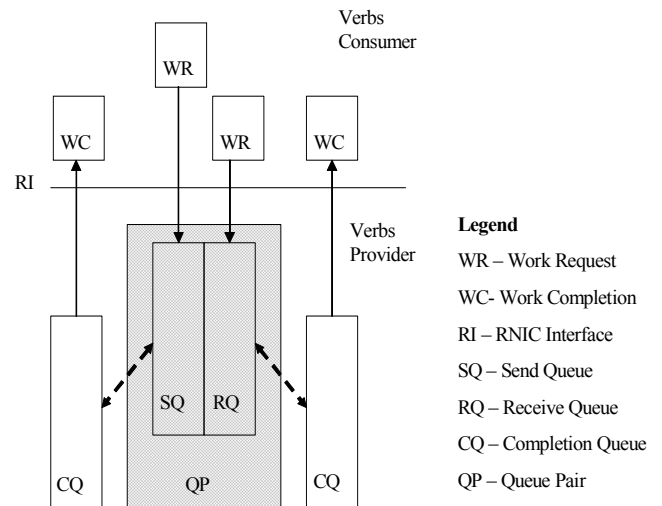 Verbs
Consumer
WR
WC
WR
WC
RI
Verbs
Provider
SQ
RQ
CQ
QP
CQ
Legend
WR – Work Request
WC- Work Completion
RI – RNIC Interface
SQ – Send Queue
RQ – Receive Queue
CQ – Completion Queue
QP – Queue Pair